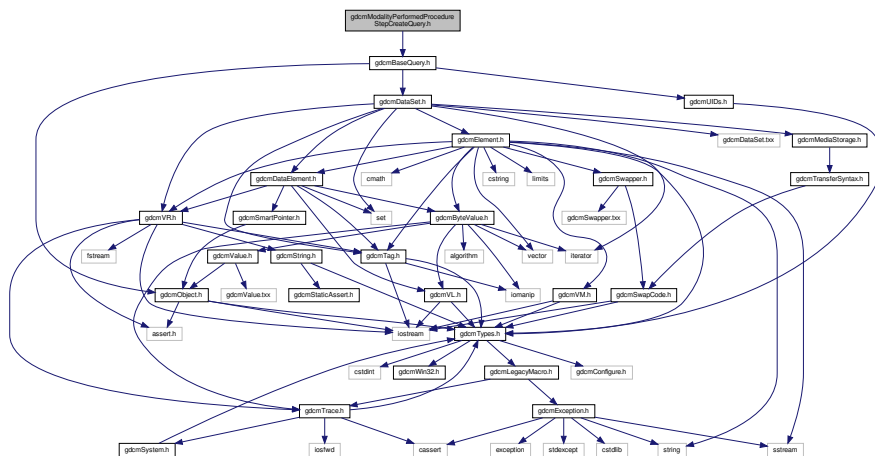 gdcmModalityPerformedProcedure
StepCreateQuery.h
gdcmBaseQuery.h
gdcmDataSet.h
gdcmUIDs.h
gdcmElement.h
gdcmDataSet.txx
gdcmMediaStorage.h
gdcmDataElement.h
cmath
cstring
limits
gdcmSwapper.h
gdcmTransferSyntax.h
gdcmVR.h
gdcmSmartPointer.h
set
gdcmByteValue.h
gdcmSwapper.txx
fstream
gdcmValue.h
gdcmString.h
gdcmTag.h
algorithm
vector
iterator
gdcmObject.h
gdcmValue.txx
gdcmStaticAssert.h
gdcmVL.h
iomanip
gdcmVM.h
gdcmSwapCode.h
assert.h
iostream
gdcmTypes.h
cstdint
gdcmWin32.h
gdcmLegacyMacro.h
gdcmConfigure.h
gdcmTrace.h
gdcmException.h
gdcmSystem.h
iosfwd
cassert
exception
stdexcept
cstdlib
string
sstream